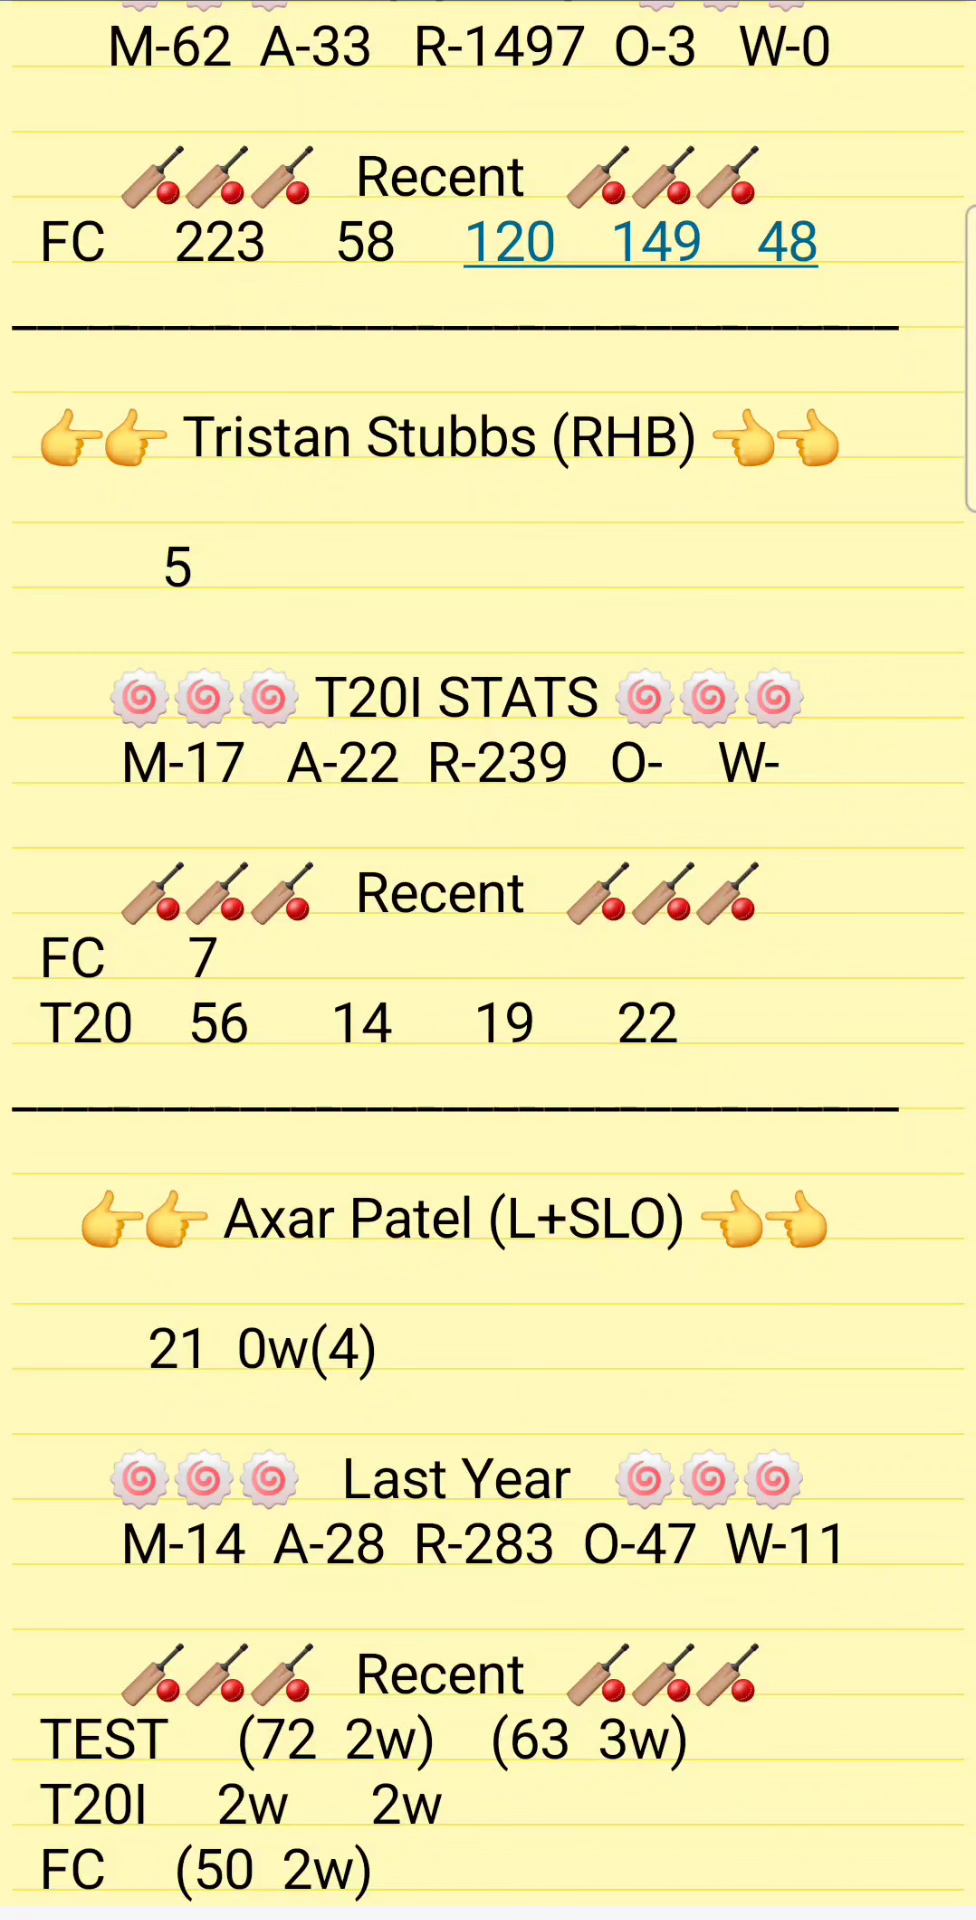 M-62 A-33 R-1497 O-3 W-0
Recent
FC 223 58 120 149 48
Tristan Stubbs (RHB)
5
T20I STATS
M-17 A-22 R-239 O- W-
Recent
FC 7
T20 56 14 19 22
Axar Patel (L+SLO)
21 0w(4)
Last Year
M-14 A-28 R-283 O-47 W-11
Recent
TEST (72 2w) (63 3w)
T20I 2w 2w
FC (50 2w)